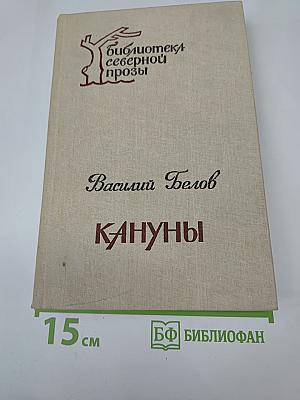 библиотека
северной
прозы
Василий Белов
КАНУНЫ
15 см
БФ БИБЛИОФАН